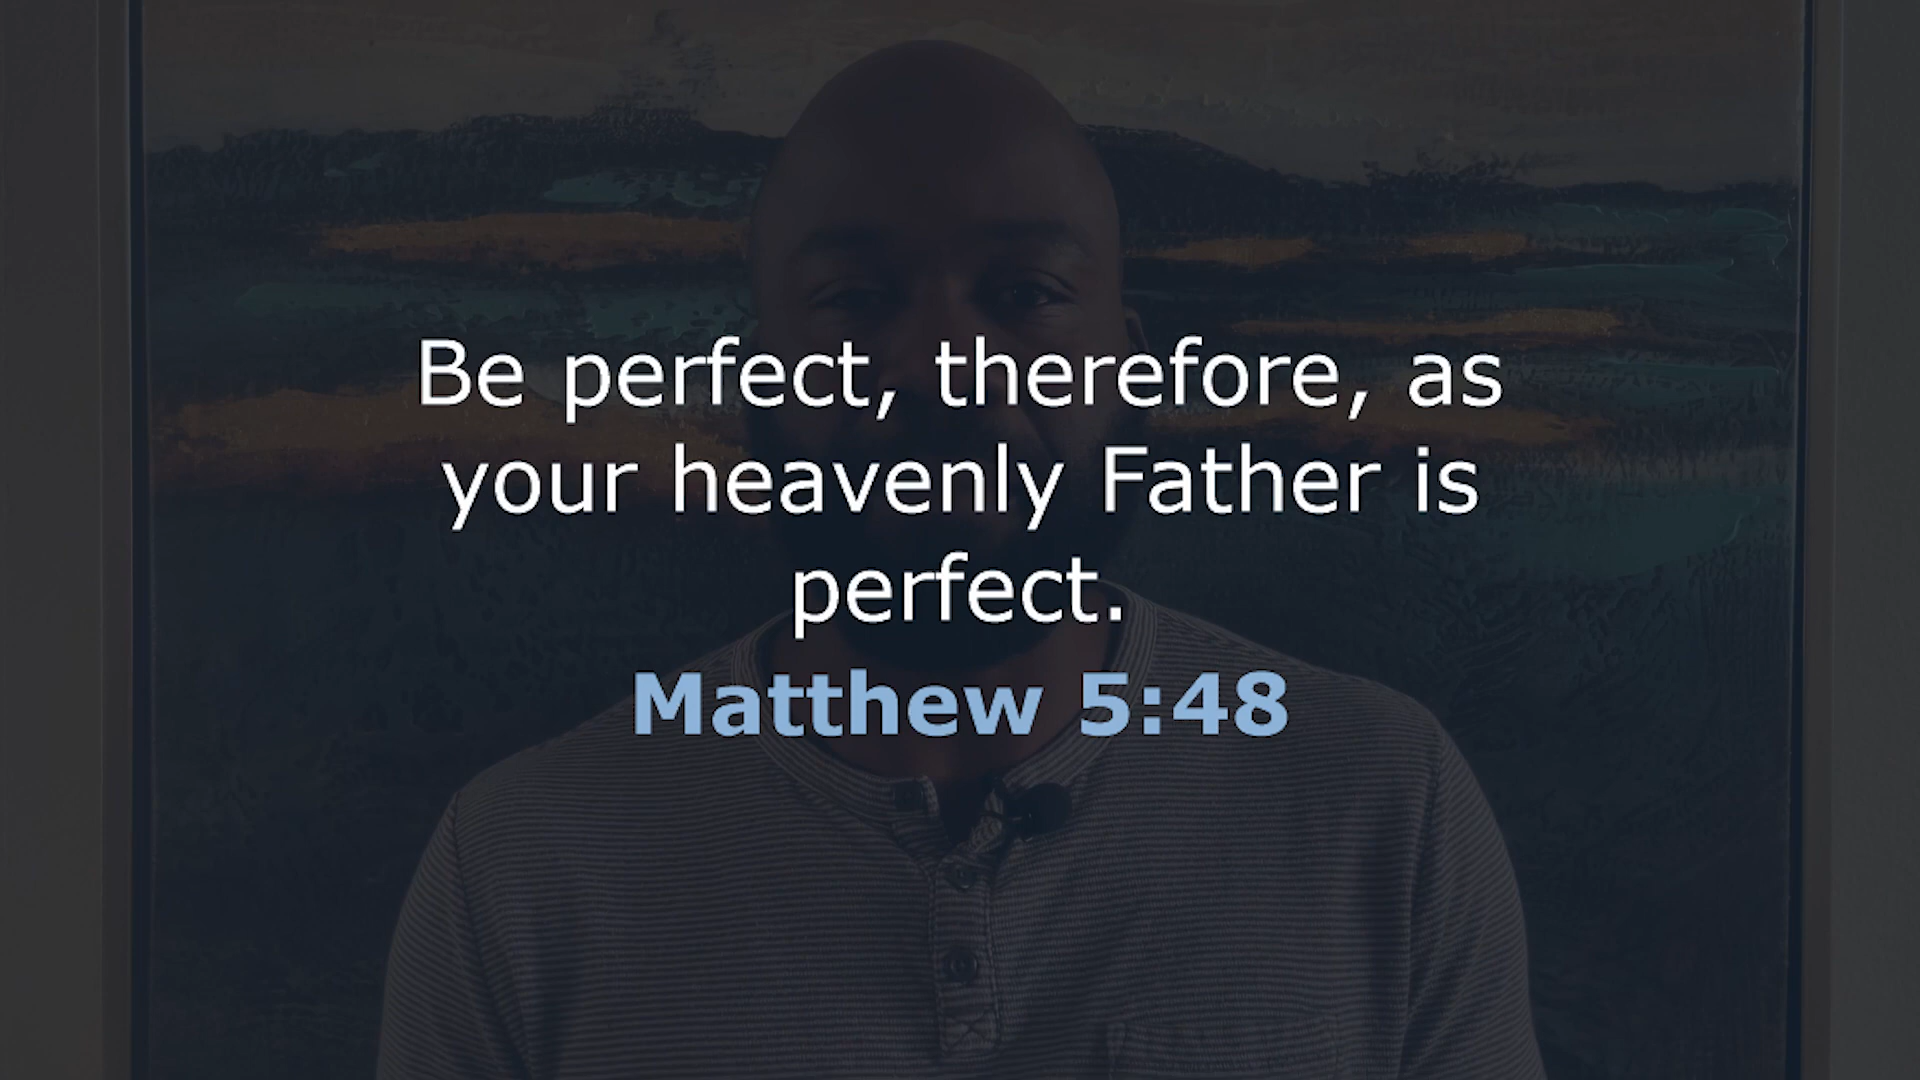 Be perfect, therefore, as
your heavenly Father is
perfect.
Matthew 5:48